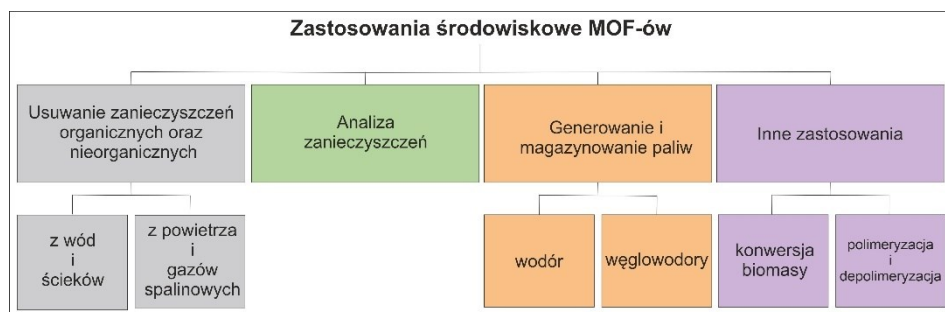 Zastosowania środowiskowe MOF-ów
Usuwanie zanieczyszczeń
organicznych oraz
nieorganicznych
Analiza
zanieczyszczeń
Generowanie i
magazynowanie paliw
Inne zastosowania
z wód
i
ścieków
z powietrza
i
gazów
spalinowych
wodór
węglowodory
konwersja
biomasy
polimeryzacja
i
depolimeryzacja